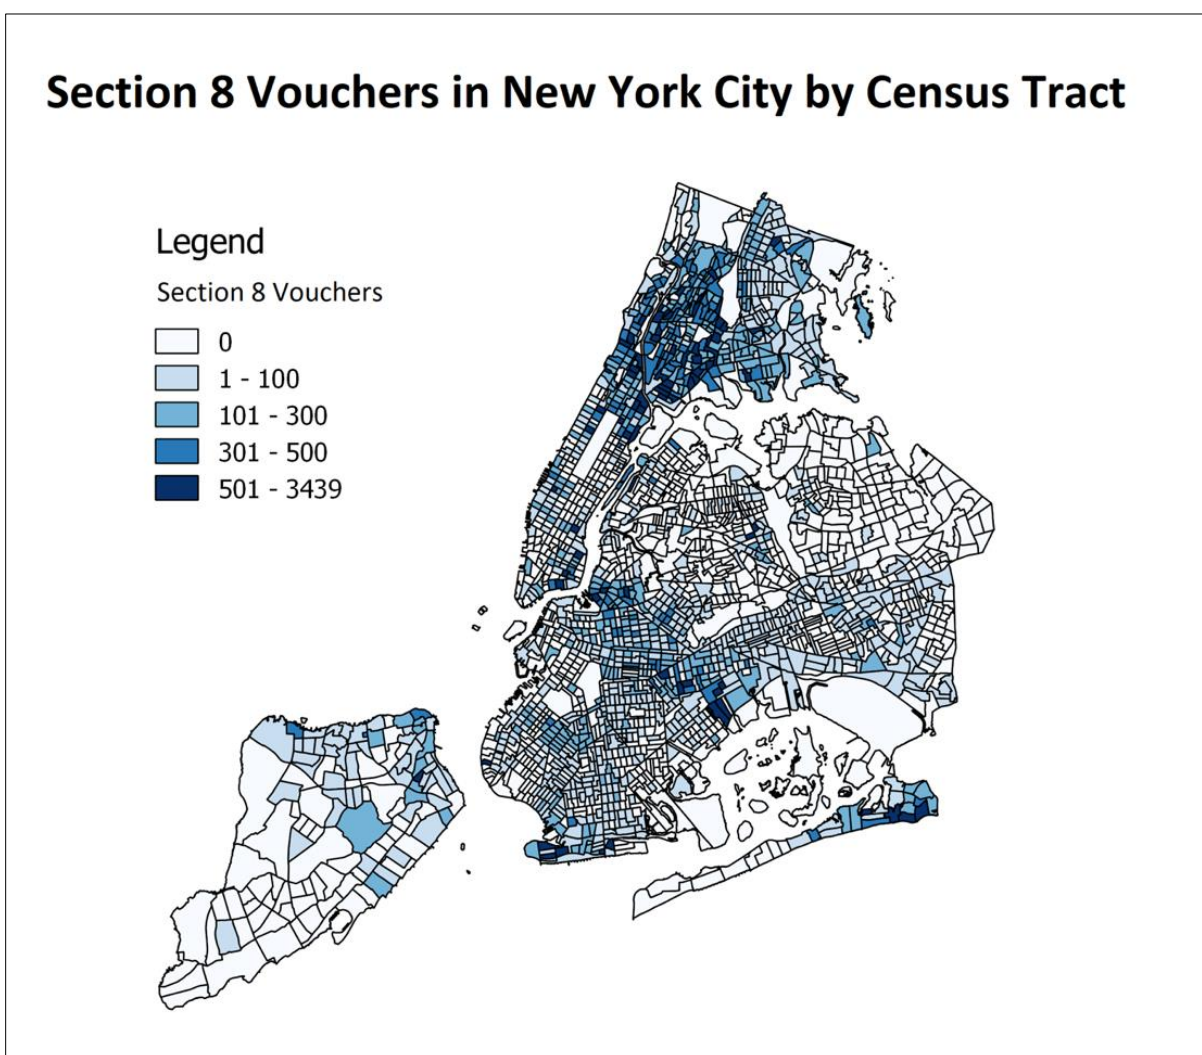 Section 8 Vouchers in New York City by Census Tract
Legend
Section 8 Vouchers
0
1 - 100
101 - 300
301 - 500
501 - 3439